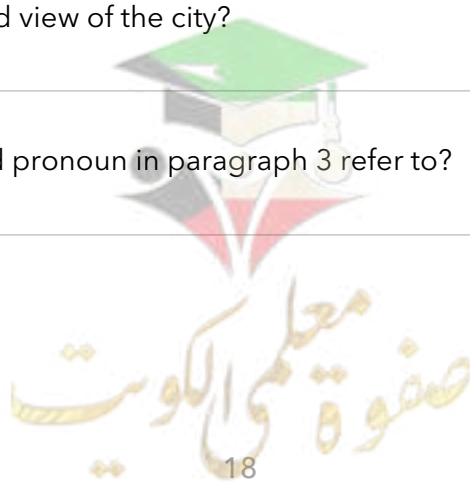 d view of the city?
d pronoun in paragraph 3 refer to?
صفوة معلمي الكويت
18